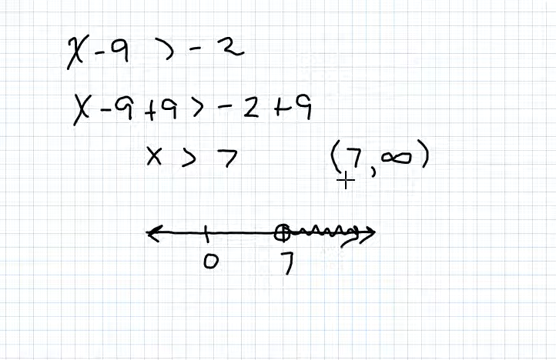 x - 9 > - 2
x - 9 + 9 > - 2 + 9
x > 7 (7, ∞)
0 7